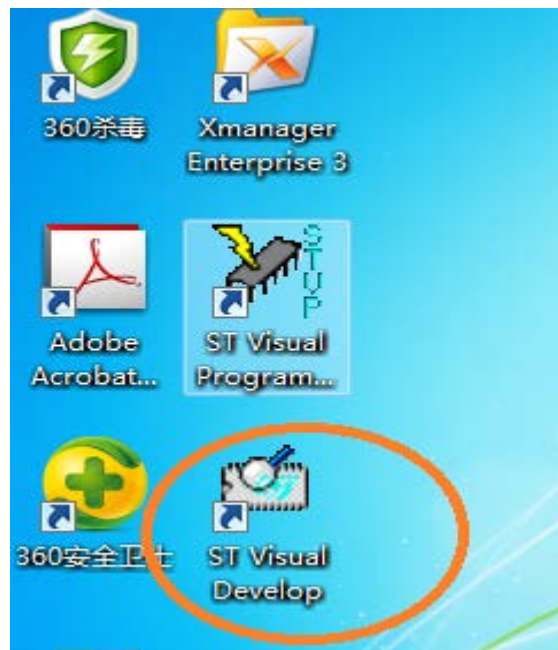 360杀毒
Xmanager
Enterprise 3
STVP
Adobe
Acrobat...
ST Visual
Program...
360安全卫士
ST Visual
Develop